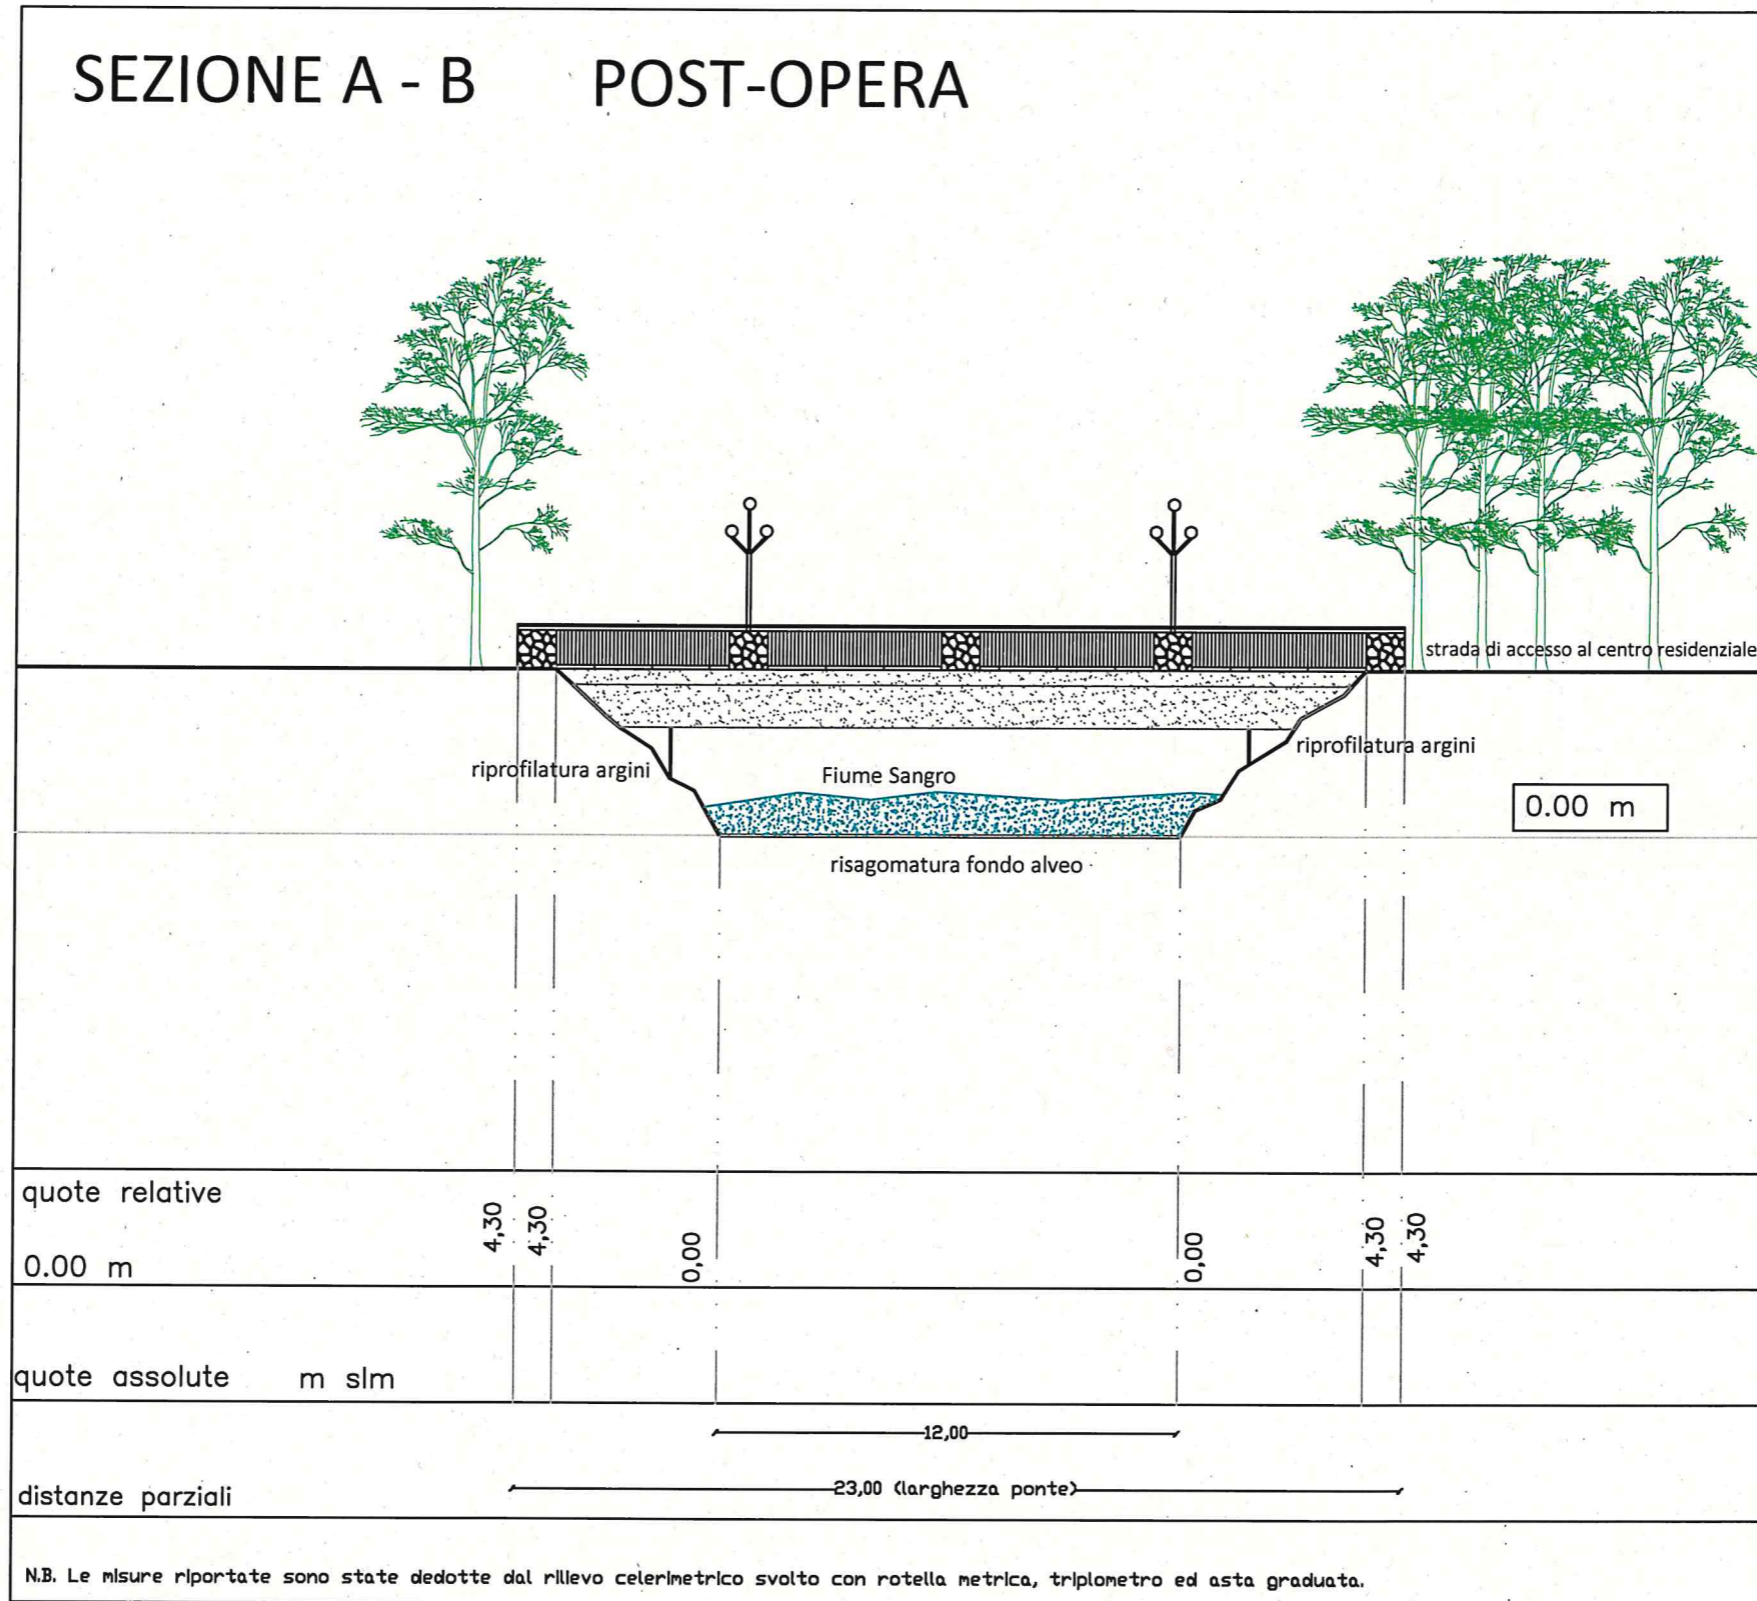 SEZIONE A - B POST-OPERA
strada di accesso al centro residenziale
riprofilatura argini
riprofilatura argini
Fiume Sangro
0.00 m
risagomatura fondo alveo
quote relative
4,30
4,30
0,00
0,00
4,30
4,30
0.00 m
quote assolute m slm
12,00
23,00 (larghezza ponte)
distanze parziali
N.B. Le misure riportate sono state dedotte dal rilievo celerimetrico svolto con rotella metrica, triplometro ed asta graduata.